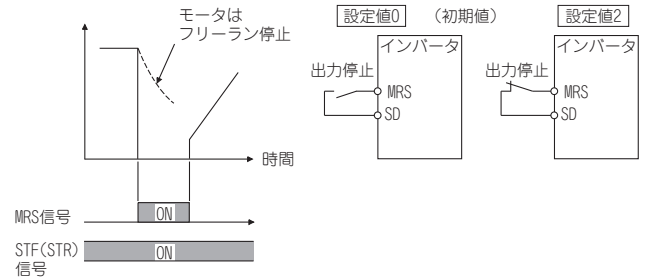 モータは
フリーラン停止
時間
MRS信号
ON
STF(STR)
信号
ON
設定値0 (初期値)
インバータ
出力停止
MRS
SD
設定値2
インバータ
出力停止
MRS
SD